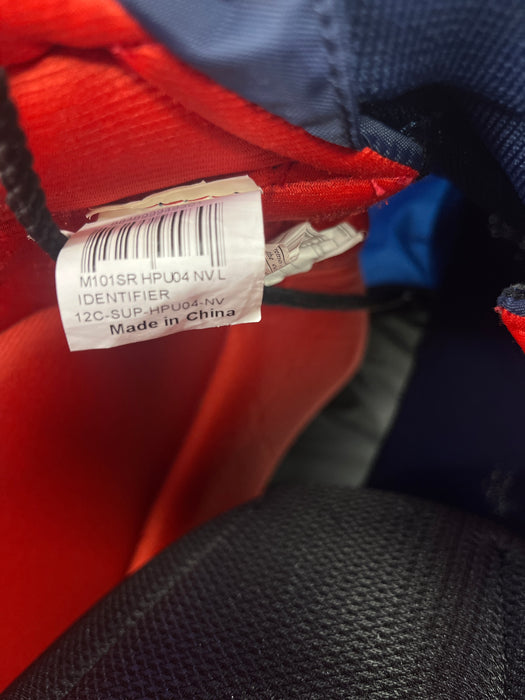 M101SR HPU04 NV L
IDENTIFIER
12C-SUP-HPU04-NV
Made in China